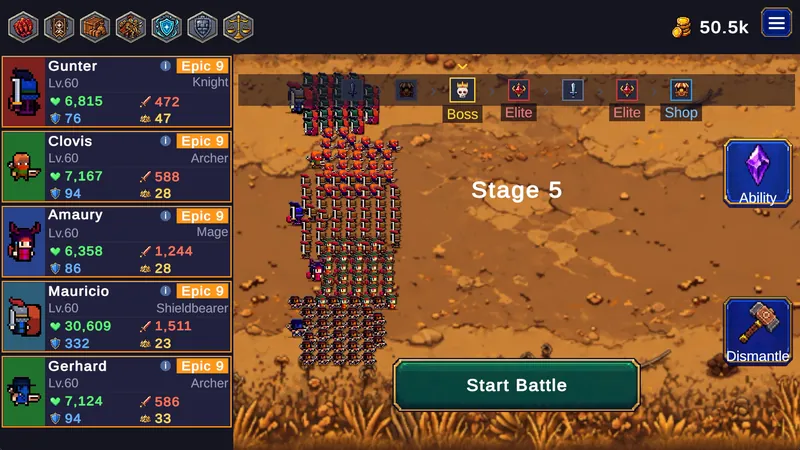 50.5k
Gunter
Epic 9
Lv.60
Knight
6,815
472
76
47
Clovis
Epic 9
Lv.60
Archer
7,167
588
94
28
Amaury
Epic 9
Lv.60
Mage
6,358
1,244
86
28
Mauricio
Epic 9
Lv.60
Shieldbearer
30,609
1,511
332
23
Gerhard
Epic 9
Lv.60
Archer
7,124
586
94
33
Boss
Elite
Elite
Shop
Stage 5
Ability
Dismantle
Start Battle